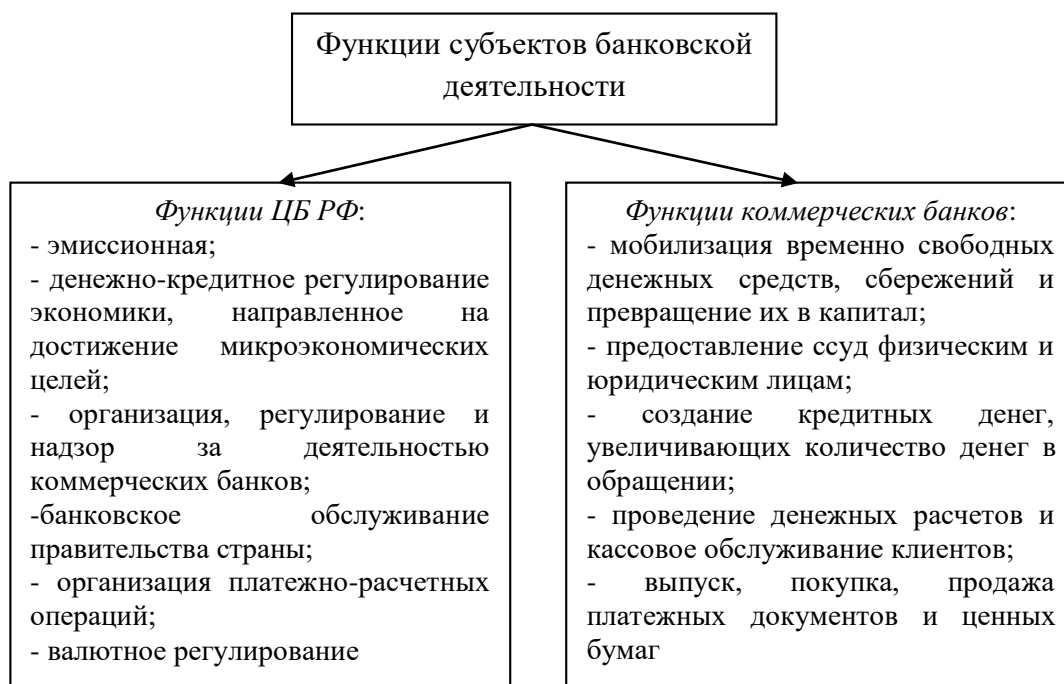 Функции субъектов банковской
деятельности
Функции ЦБ РФ:
- эмиссионная;
- денежно-кредитное регулирование
экономики, направленное на
достижение микроэкономических
целей;
- организация, регулирование и
надзор за деятельностью
коммерческих банков;
-банковское обслуживание
правительства страны;
- организация платежно-расчетных
операций;
- валютное регулирование
Функции коммерческих банков:
- мобилизация временно свободных
денежных средств, сбережений и
превращение их в капитал;
- предоставление ссуд физическим и
юридическим лицам;
- создание кредитных денег,
увеличивающих количество денег в
обращении;
- проведение денежных расчетов и
кассовое обслуживание клиентов;
- выпуск, покупка, продажа
платежных документов и ценных
бумаг